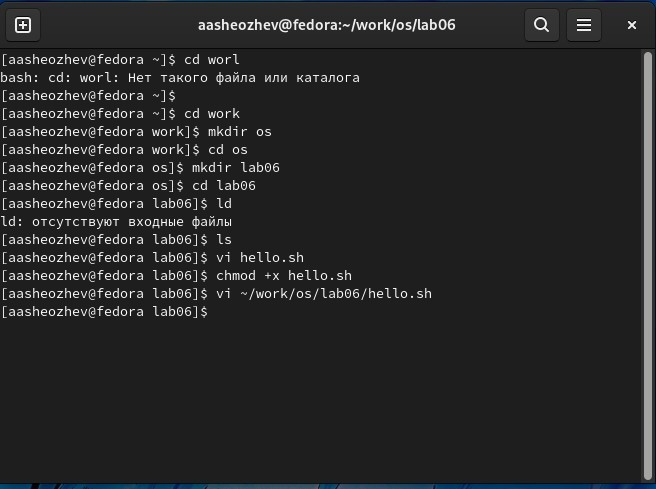 aasheozhev@fedora:~/work/os/lab06
[aasheozhev@fedora ~]$ cd worl
bash: cd: worl: Нет такого файла или каталога
[aasheozhev@fedora ~]$
[aasheozhev@fedora ~]$ cd work
[aasheozhev@fedora work]$ mkdir os
[aasheozhev@fedora work]$ cd os
[aasheozhev@fedora os]$ mkdir lab06
[aasheozhev@fedora os]$ cd lab06
[aasheozhev@fedora lab06]$ ld
ld: отсутствуют входные файлы
[aasheozhev@fedora lab06]$ ls
[aasheozhev@fedora lab06]$ vi hello.sh
[aasheozhev@fedora lab06]$ chmod +x hello.sh
[aasheozhev@fedora lab06]$ vi ~/work/os/lab06/hello.sh
[aasheozhev@fedora lab06]$